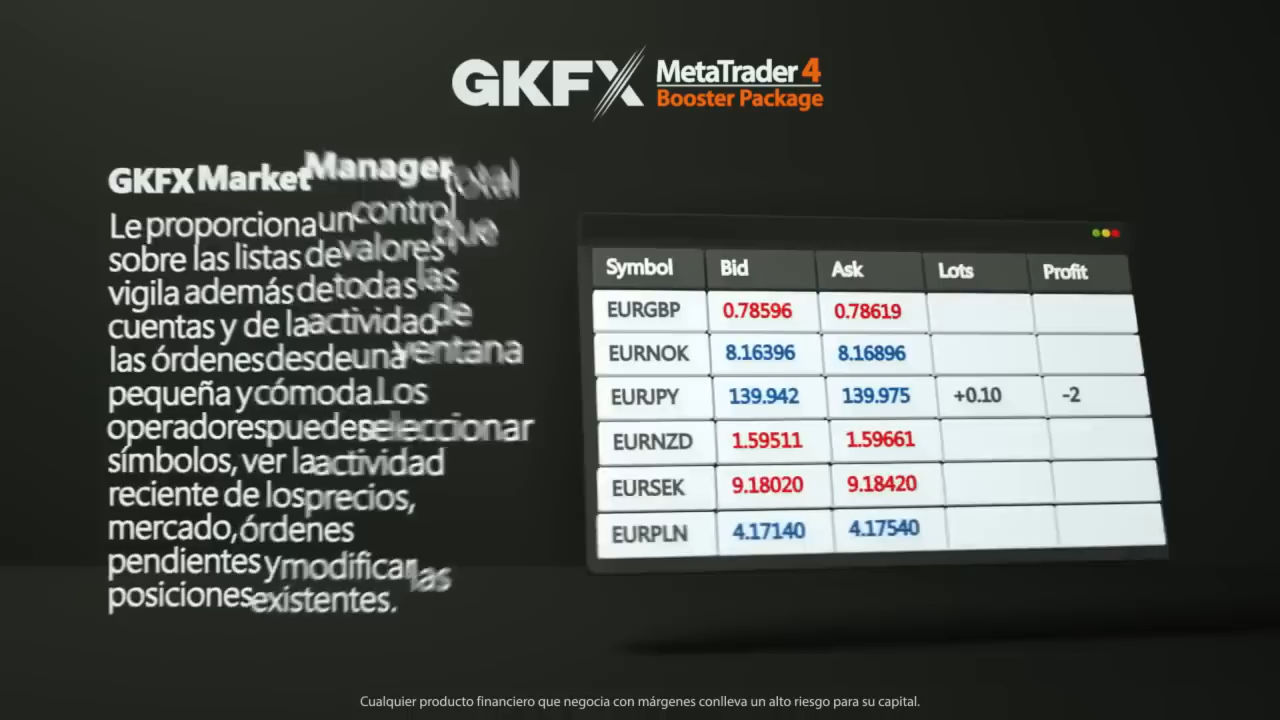 GKFX MetaTrader 4
Booster Package
GKFX Market Manager
Le proporciona un control total
sobre las listas de valores que
vigila además de todas las
cuentas y de la actividad de
las órdenes desde una ventana
pequeña y cómoda. Los
operadores pueden seleccionar
símbolos, ver la actividad
reciente de los precios,
mercado, órdenes
pendientes y modificar las
posiciones existentes.
Symbol Bid Ask Lots Profit
EURGBP 0.78596 0.78619
EURNOK 8.16396 8.16896
EURJPY 139.942 139.975 +0.10 -2
EURNZD 1.59511 1.59661
EURSEK 9.18020 9.18420
EURPLN 4.17140 4.17540
Cualquier producto financiero que negocia con márgenes conlleva un alto riesgo para su capital.